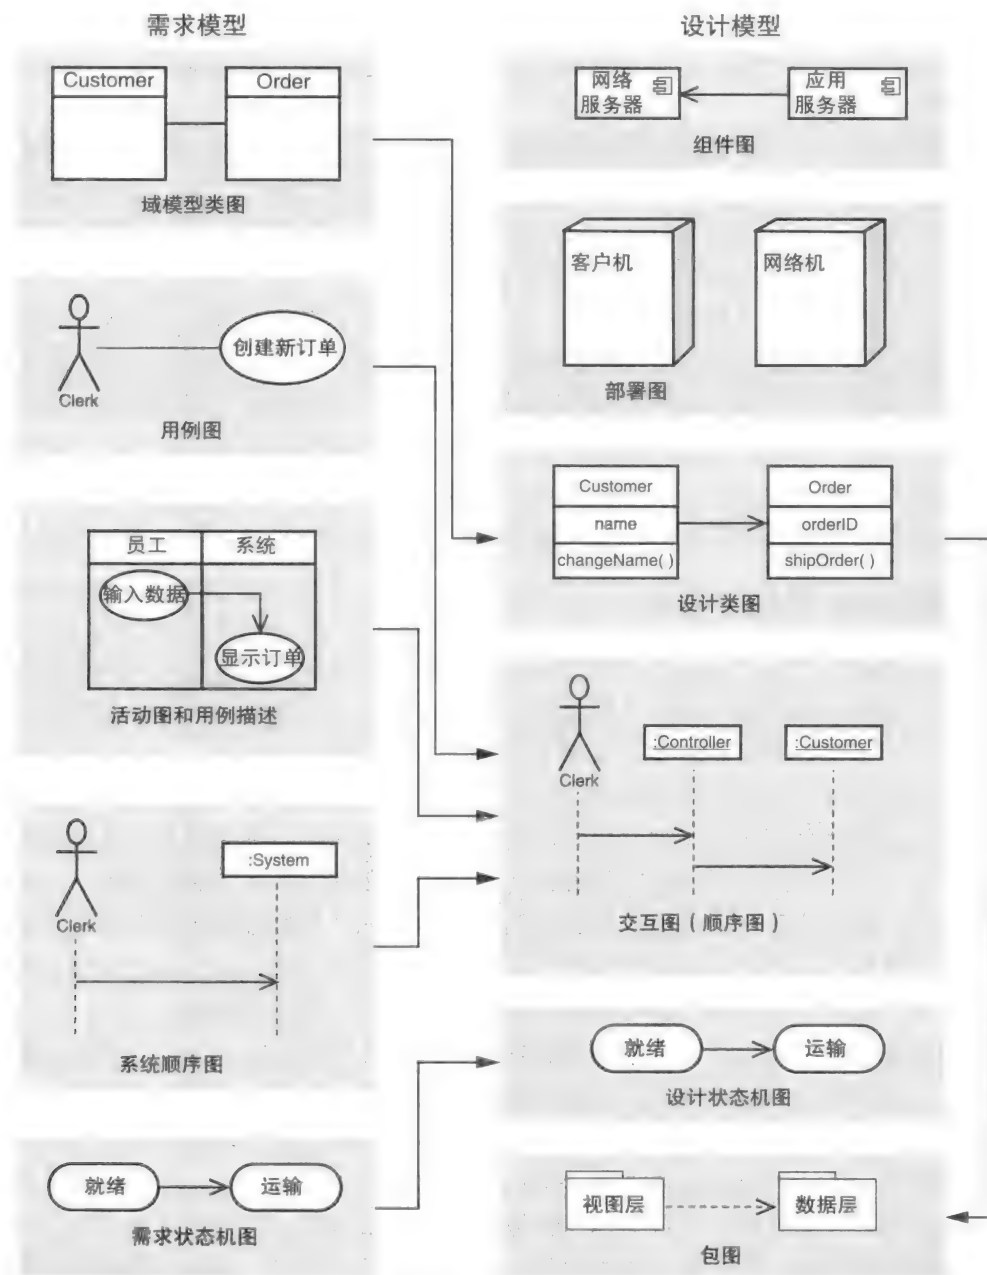 需求模型
Customer
Order
域模型类图
Clerk
创建新订单
用例图
员工
系统
输入数据
显示订单
活动图和用例描述
Clerk
:System
系统顺序图
就绪
运输
需求状态机图
设计模型
网络
服务器
应用
服务器
组件图
客户机
网络机
部署图
Customer
name
changeName( )
Order
orderID
shipOrder( )
设计类图
Clerk
:Controller
:Customer
交互图（顺序图）
就绪
运输
设计状态机图
视图层
数据层
包图